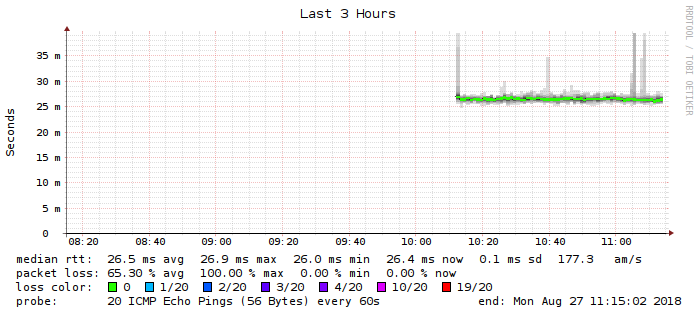 Last 3 Hours
RRDTOOL / TOBI OETIKER
Seconds
35 m
30 m
25 m
20 m
15 m
10 m
5 m
0
08:20 08:40 09:00 09:20 09:40 10:00 10:20 10:40 11:00
median rtt: 26.5 ms avg 26.9 ms max 26.0 ms min 26.4 ms now 0.1 ms sd 177.3 am/s
packet loss: 65.30 % avg 100.00 % max 0.00 % min 0.00 % now
loss color: 0 1/20 2/20 3/20 4/20 10/20 19/20
probe: 20 ICMP Echo Pings (56 Bytes) every 60s end: Mon Aug 27 11:15:02 2018